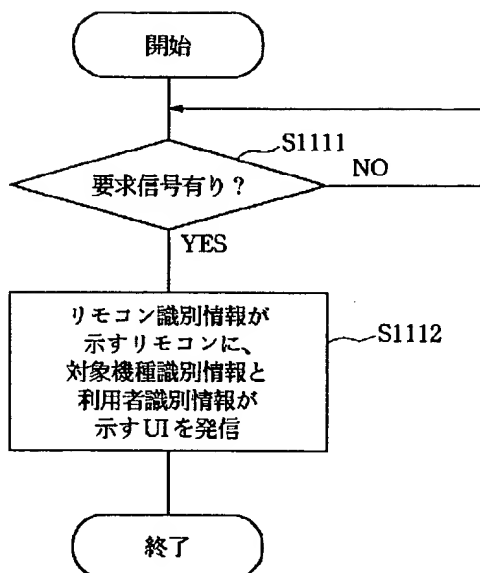 開始
S1111
要求信号有り?
NO
YES
リモコン識別情報が
示すリモコンに、
対象機種識別情報と
利用者識別情報が
示すUIを発信
S1112
終了